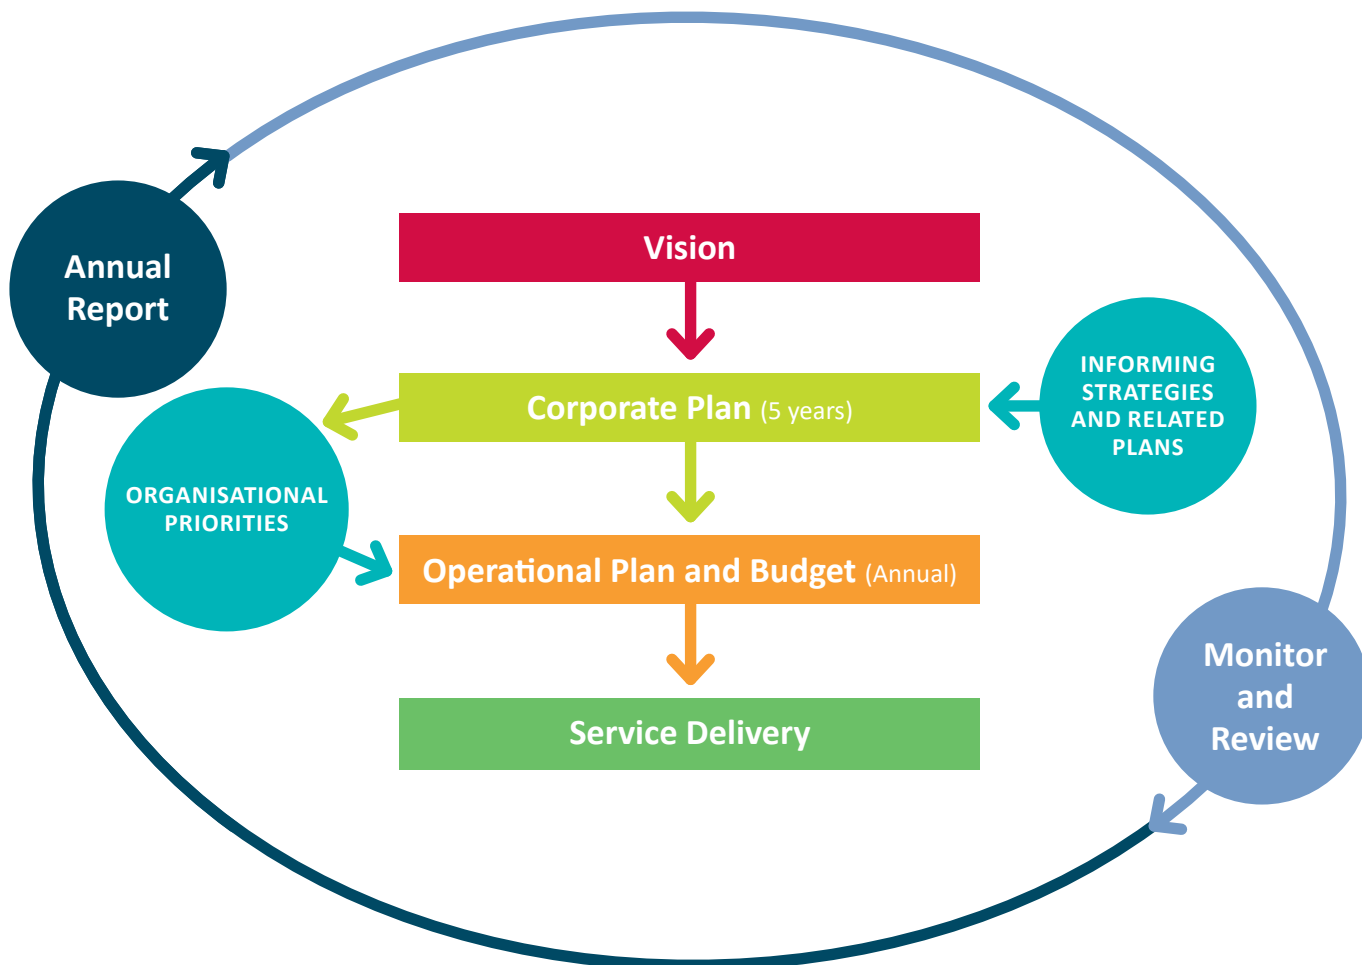 Annual
Report
Vision
INFORMING
STRATEGIES
AND RELATED
PLANS
Corporate Plan (5 years)
ORGANISATIONAL
PRIORITIES
Operational Plan and Budget (Annual)
Monitor
and
Review
Service Delivery